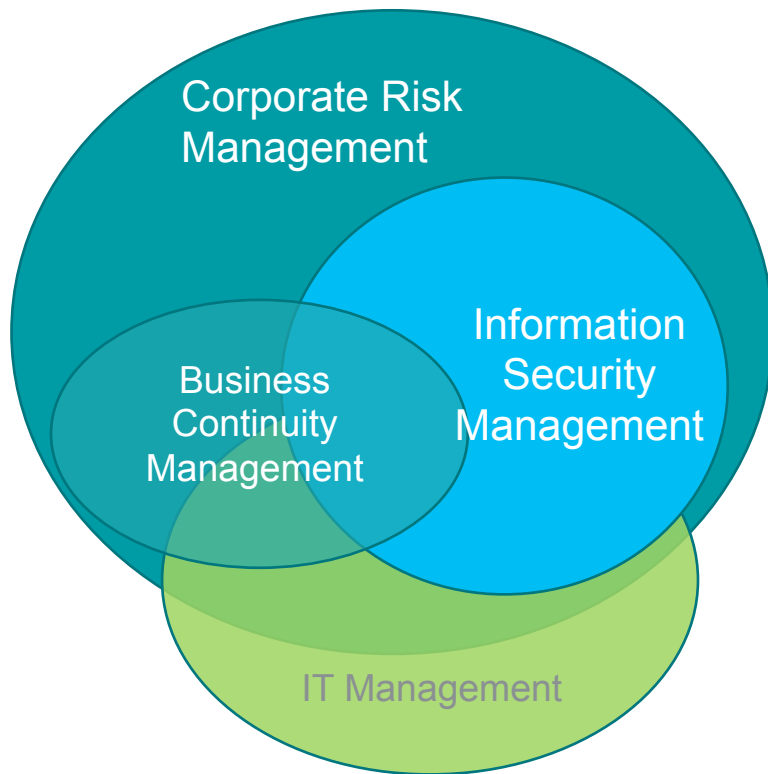 Corporate Risk
Management
Information
Security
Management
Business
Continuity
Management
IT Management